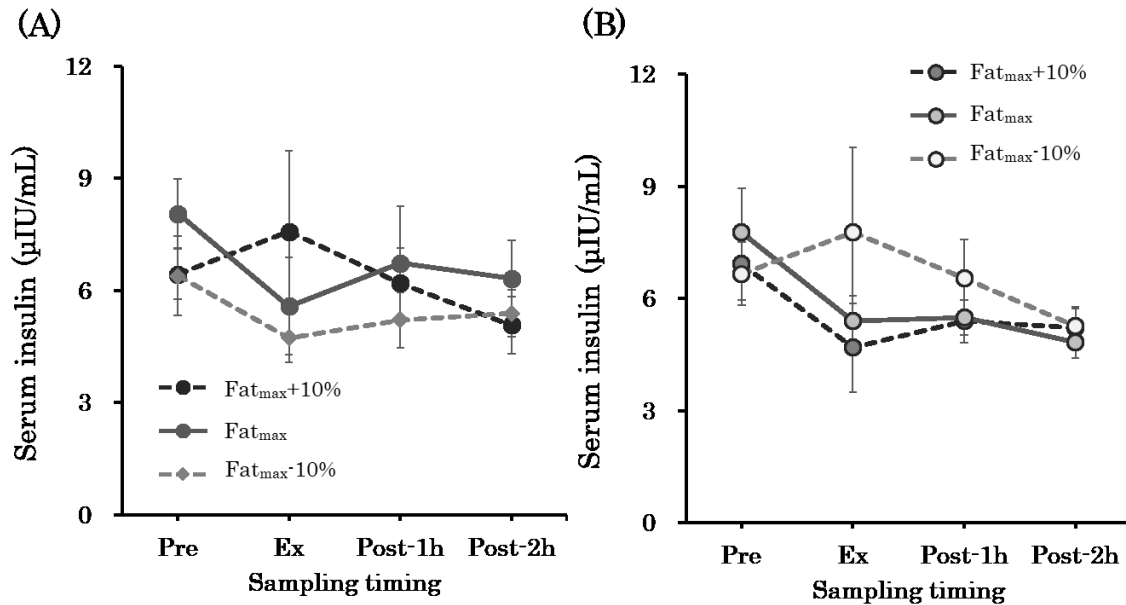 (A)
Serum insulin (µIU/mL)
12
9
6
3
0
Fatmax+10%
Fatmax
Fatmax-10%
Pre Ex Post-1h Post-2h
Sampling timing
(B)
Serum insulin (µIU/mL)
12
9
6
3
0
Fatmax+10%
Fatmax
Fatmax-10%
Pre Ex Post-1h Post-2h
Sampling timing